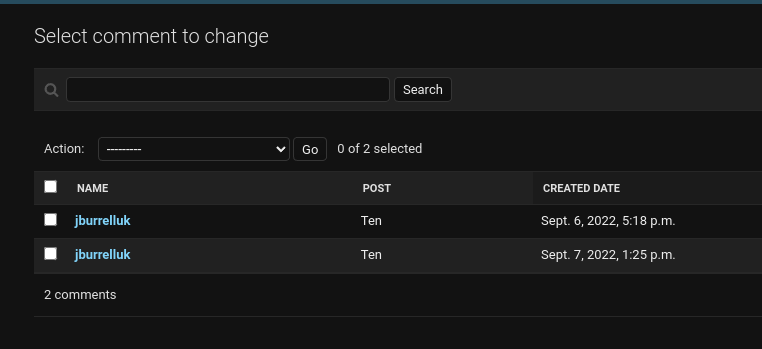 Select comment to change
Search
Action: --------- Go 0 of 2 selected
NAME POST CREATED DATE
jburrelluk Ten Sept. 6, 2022, 5:18 p.m.
jburrelluk Ten Sept. 7, 2022, 1:25 p.m.
2 comments